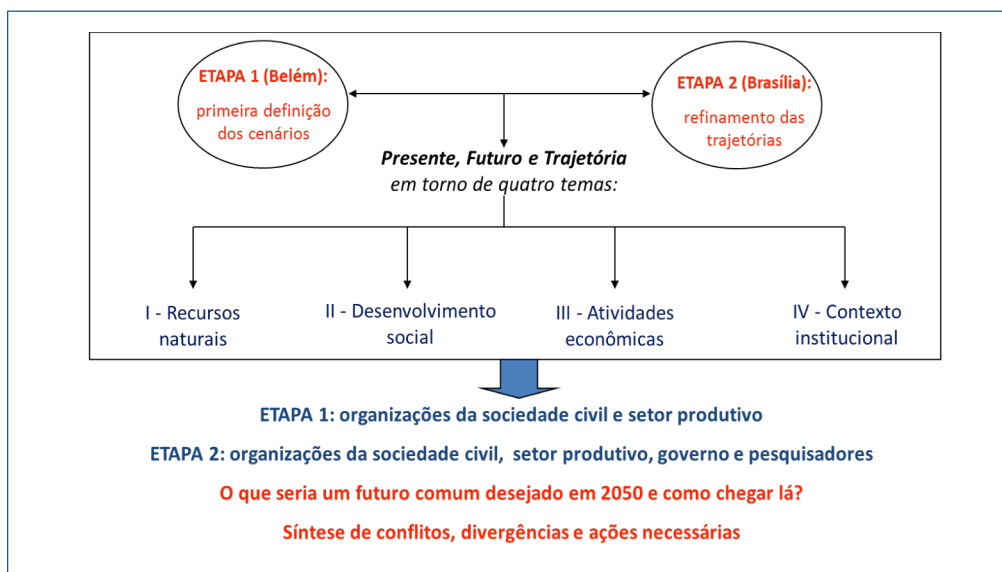 ETAPA 1 (Belém):
primeira definição
dos cenários
ETAPA 2 (Brasília):
refinamento das
trajetórias
Presente, Futuro e Trajetória
em torno de quatro temas:
I - Recursos
naturais
II - Desenvolvimento
social
III - Atividades
econômicas
IV - Contexto
institucional
ETAPA 1: organizações da sociedade civil e setor produtivo
ETAPA 2: organizações da sociedade civil, setor produtivo, governo e pesquisadores
O que seria um futuro comum desejado em 2050 e como chegar lá?
Síntese de conflitos, divergências e ações necessárias